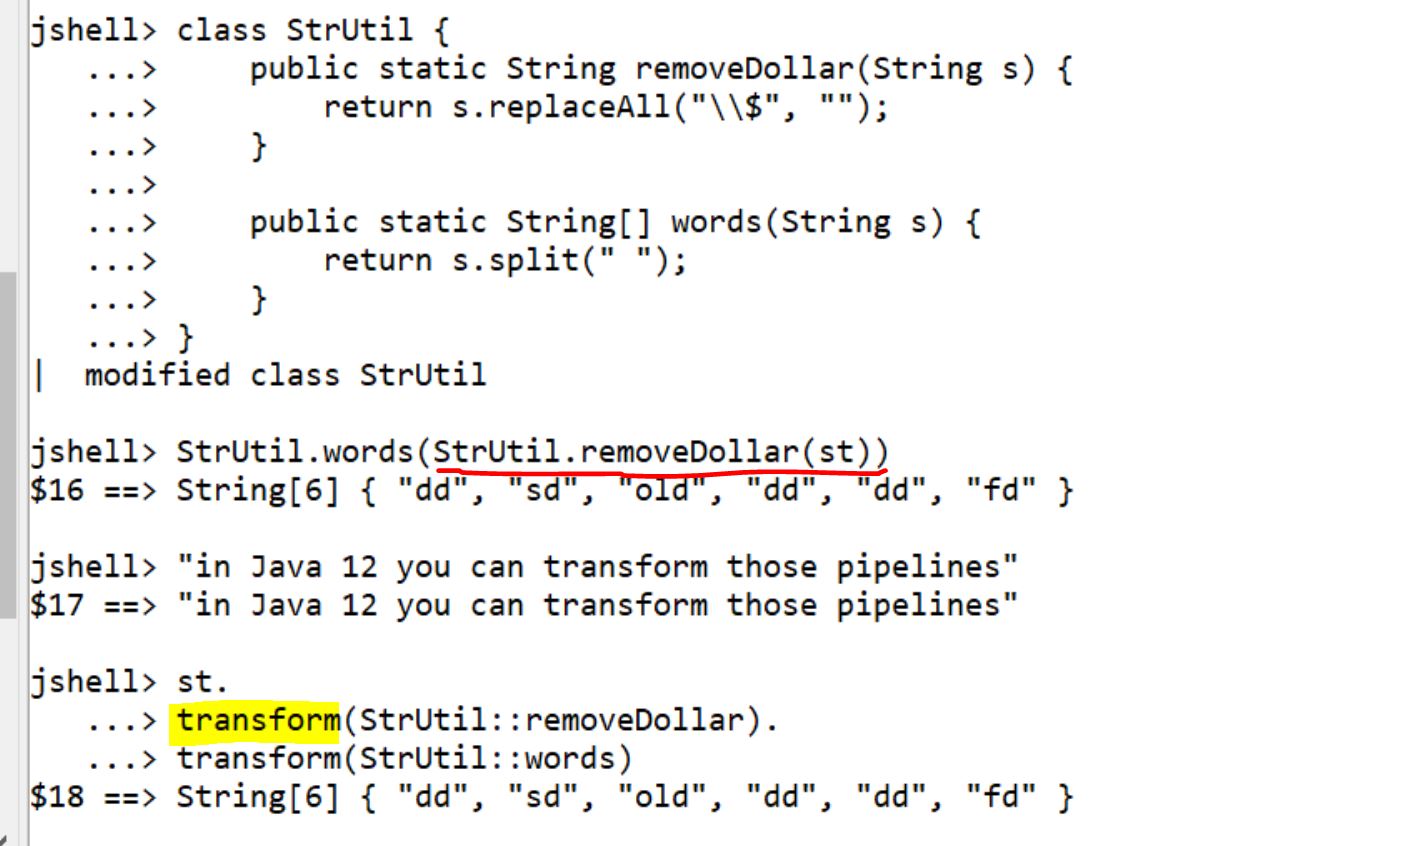 jshell> class StrUtil {
   ...>     public static String removeDollar(String s) {
   ...>         return s.replaceAll("\\$", "");
   ...>     }
   ...>
   ...>     public static String[] words(String s) {
   ...>         return s.split(" ");
   ...>     }
   ...> }
|  modified class StrUtil
jshell> StrUtil.words(StrUtil.removeDollar(st))
$16 ==> String[6] { "dd", "sd", "old", "dd", "dd", "fd" }
jshell> "in Java 12 you can transform those pipelines"
$17 ==> "in Java 12 you can transform those pipelines"
jshell> st.
   ...> transform(StrUtil::removeDollar).
   ...> transform(StrUtil::words)
$18 ==> String[6] { "dd", "sd", "old", "dd", "dd", "fd" }